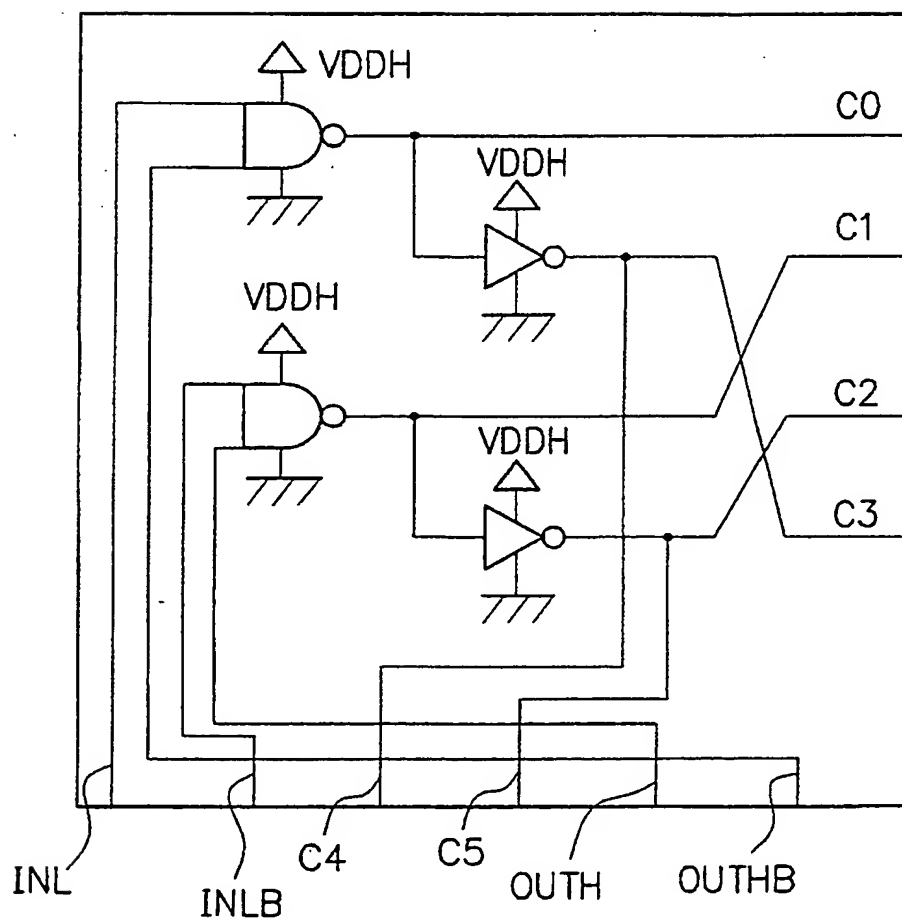 VDDH
C0
VDDH
C1
VDDH
C2
VDDH
C3
INL
INLB
C4
C5
OUTH
OUTHB